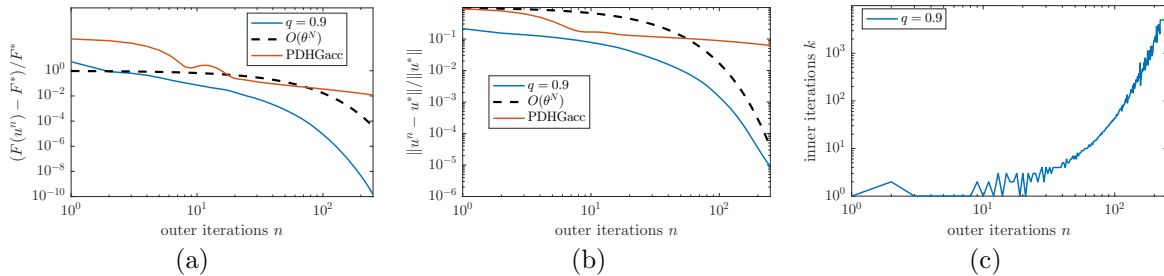 (F(u^n) − F*)/F*
10^0
10^-2
10^-4
10^-6
10^-8
10^-10
q = 0.9
O(θ^N)
PDHGacc
10^0
10^1
10^2
outer iterations n
(a)
||u^n − u*||/||u*||
10^-1
10^-2
10^-3
10^-4
10^-5
10^-6
q = 0.9
O(θ^N)
PDHGacc
10^0
10^1
10^2
outer iterations n
(b)
inner iterations k
10^3
10^2
10^1
10^0
q = 0.9
10^0
10^1
10^2
outer iterations n
(c)